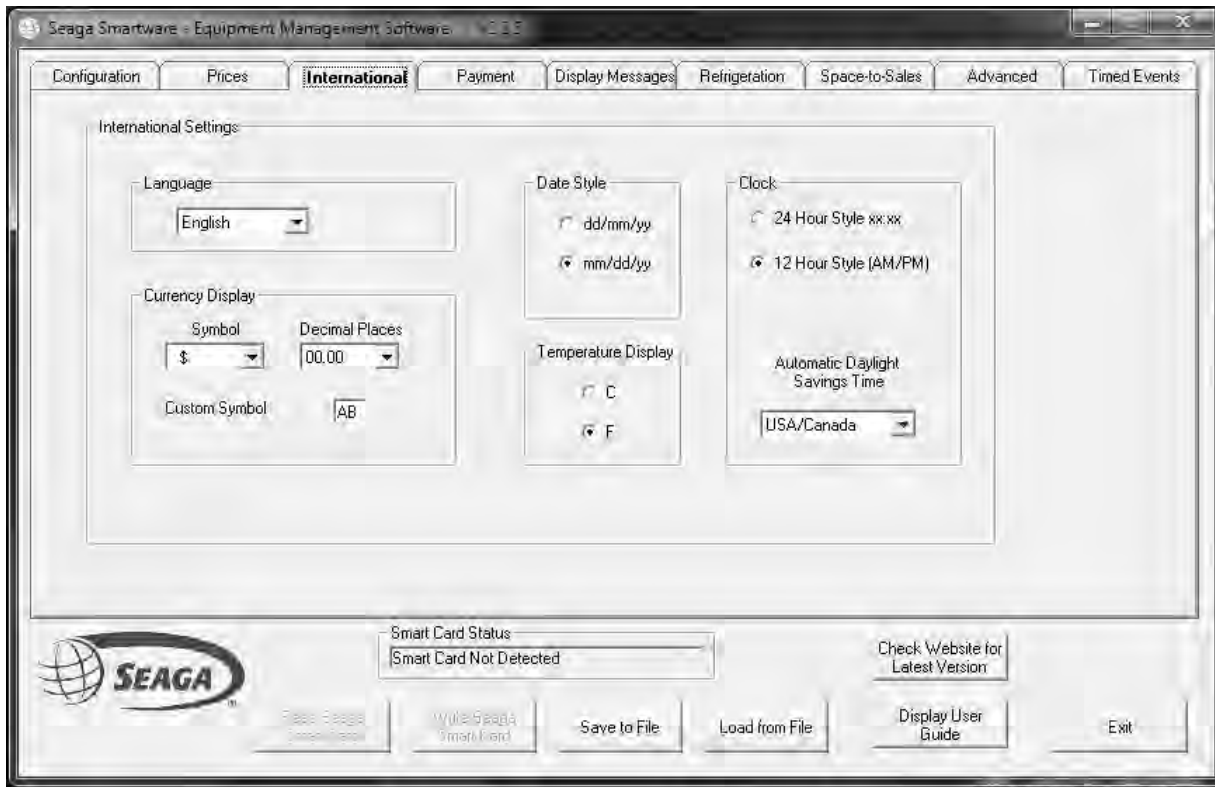 Seaga Smartware - Equipment Management Software
Configuration
Prices
International
Payment
Display Messages
Refrigeration
Space-to-Sales
Advanced
Timed Events
International Settings
Language
English
Currency Display
Symbol
Decimal Places
$
00.00
Custom Symbol
AB
Date Style
dd/mm/yy
mm/dd/yy
Temperature Display
C
F
Clock
24 Hour Style xx:xx
12 Hour Style (AM/PM)
Automatic Daylight
Savings Time
USA/Canada
SEAGA
Smart Card Status
Smart Card Not Detected
Check Website for
Latest Version
Write Seaga
Smart Card
Save to File
Load from File
Display User
Guide
Exit